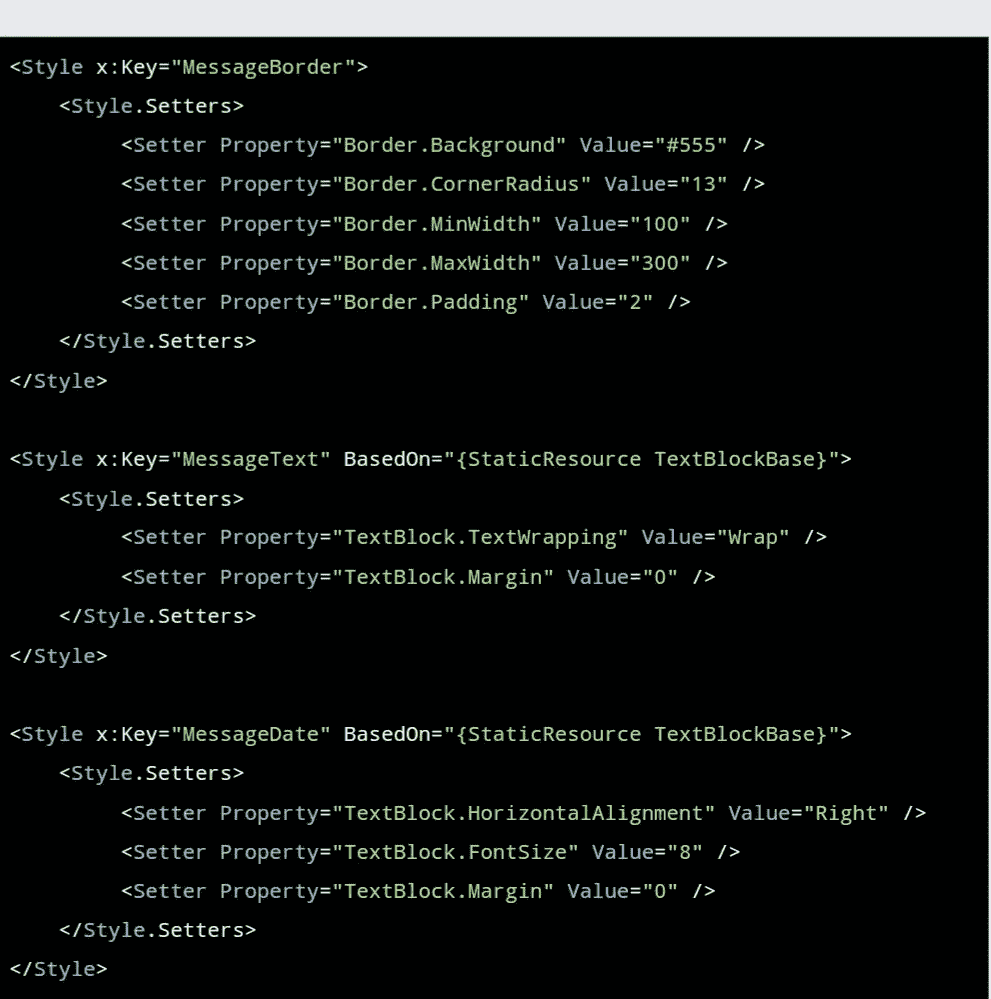 <Style x:Key="MessageBorder">
    <Style.Setters>
         <Setter Property="Border.Background" Value="#555" />
         <Setter Property="Border.CornerRadius" Value="13" />
         <Setter Property="Border.MinWidth" Value="100" />
         <Setter Property="Border.MaxWidth" Value="300" />
         <Setter Property="Border.Padding" Value="2" />
    </Style.Setters>
</Style>

<Style x:Key="MessageText" BasedOn="{StaticResource TextBlockBase}">
    <Style.Setters>
         <Setter Property="TextBlock.TextWrapping" Value="Wrap" />
         <Setter Property="TextBlock.Margin" Value="0" />
    </Style.Setters>
</Style>

<Style x:Key="MessageDate" BasedOn="{StaticResource TextBlockBase}">
    <Style.Setters>
         <Setter Property="TextBlock.HorizontalAlignment" Value="Right" />
         <Setter Property="TextBlock.FontSize" Value="8" />
         <Setter Property="TextBlock.Margin" Value="0" />
    </Style.Setters>
</Style>